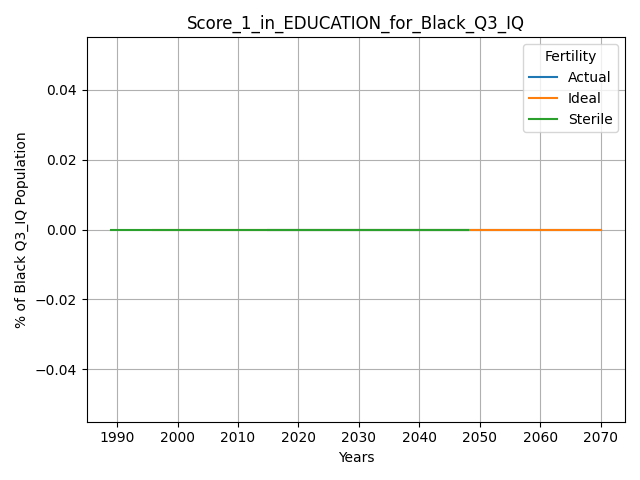 Score_1_in_EDUCATION_for_Black_Q3_IQ
Fertility
Actual
Ideal
Sterile
% of Black Q3_IQ Population
0.04
0.02
0.00
−0.02
−0.04
1990 2000 2010 2020 2030 2040 2050 2060 2070
Years